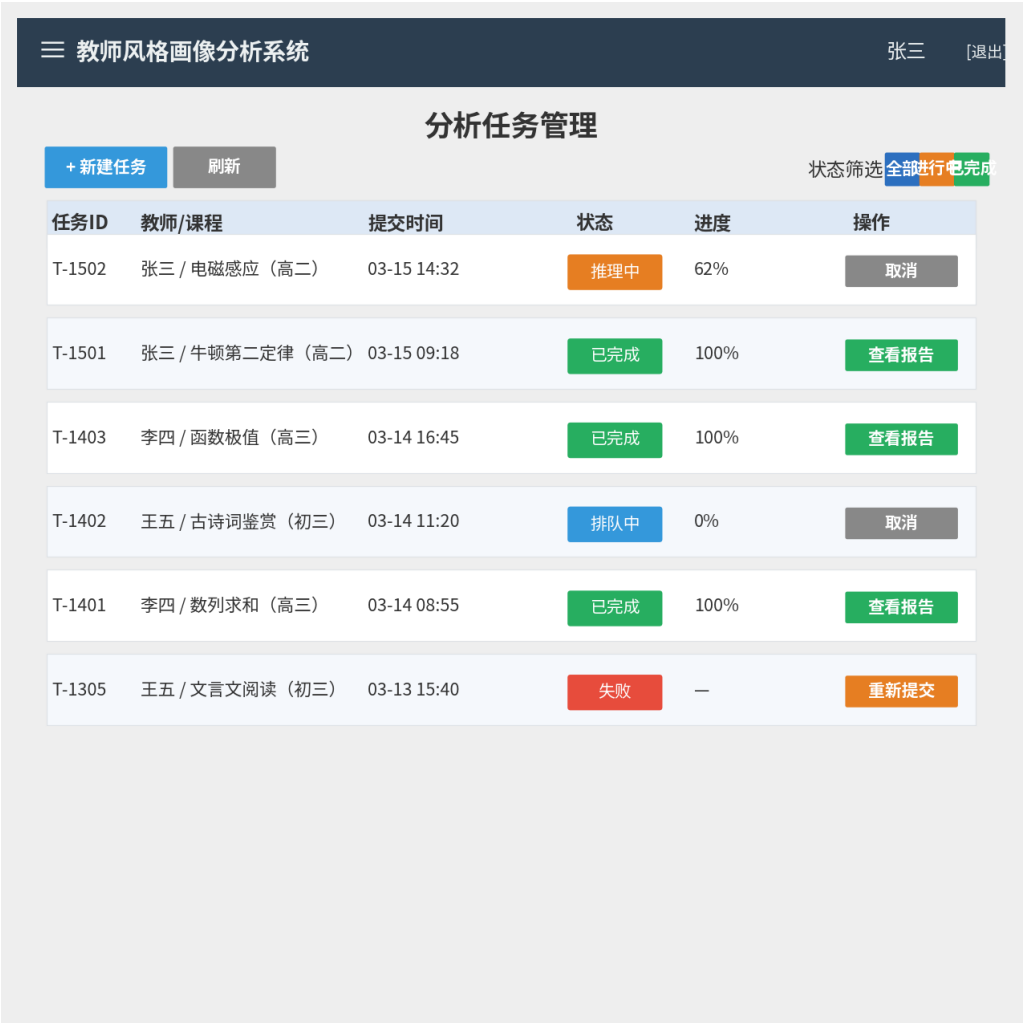 教师风格画像分析系统 张三 [退出]
分析任务管理
+ 新建任务 刷新 状态筛选 全部 进行中 已完成
任务ID 教师/课程 提交时间 状态 进度 操作
T-1502 张三 / 电磁感应（高二） 03-15 14:32 推理中 62% 取消
T-1501 张三 / 牛顿第二定律（高二） 03-15 09:18 已完成 100% 查看报告
T-1403 李四 / 函数极值（高三） 03-14 16:45 已完成 100% 查看报告
T-1402 王五 / 古诗词鉴赏（初三） 03-14 11:20 排队中 0% 取消
T-1401 李四 / 数列求和（高三） 03-14 08:55 已完成 100% 查看报告
T-1305 王五 / 文言文阅读（初三） 03-13 15:40 失败 — 重新提交